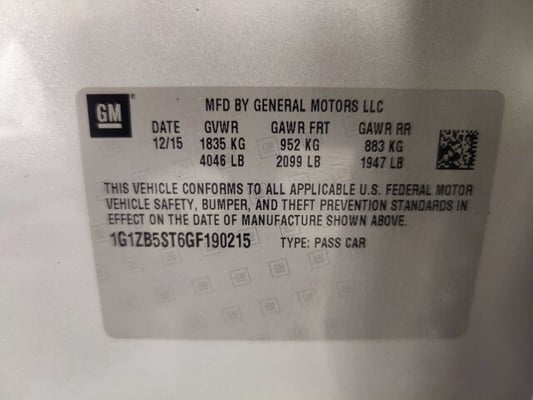 GM
MFD BY GENERAL MOTORS LLC
DATE GVWR GAWR FRT GAWR RR
12/15 1835 KG 952 KG 883 KG
4046 LB 2099 LB 1947 LB
THIS VEHICLE CONFORMS TO ALL APPLICABLE U.S. FEDERAL MOTOR
VEHICLE SAFETY, BUMPER, AND THEFT PREVENTION STANDARDS IN
EFFECT ON THE DATE OF MANUFACTURE SHOWN ABOVE.
1G1ZB5ST6GF190215 TYPE: PASS CAR